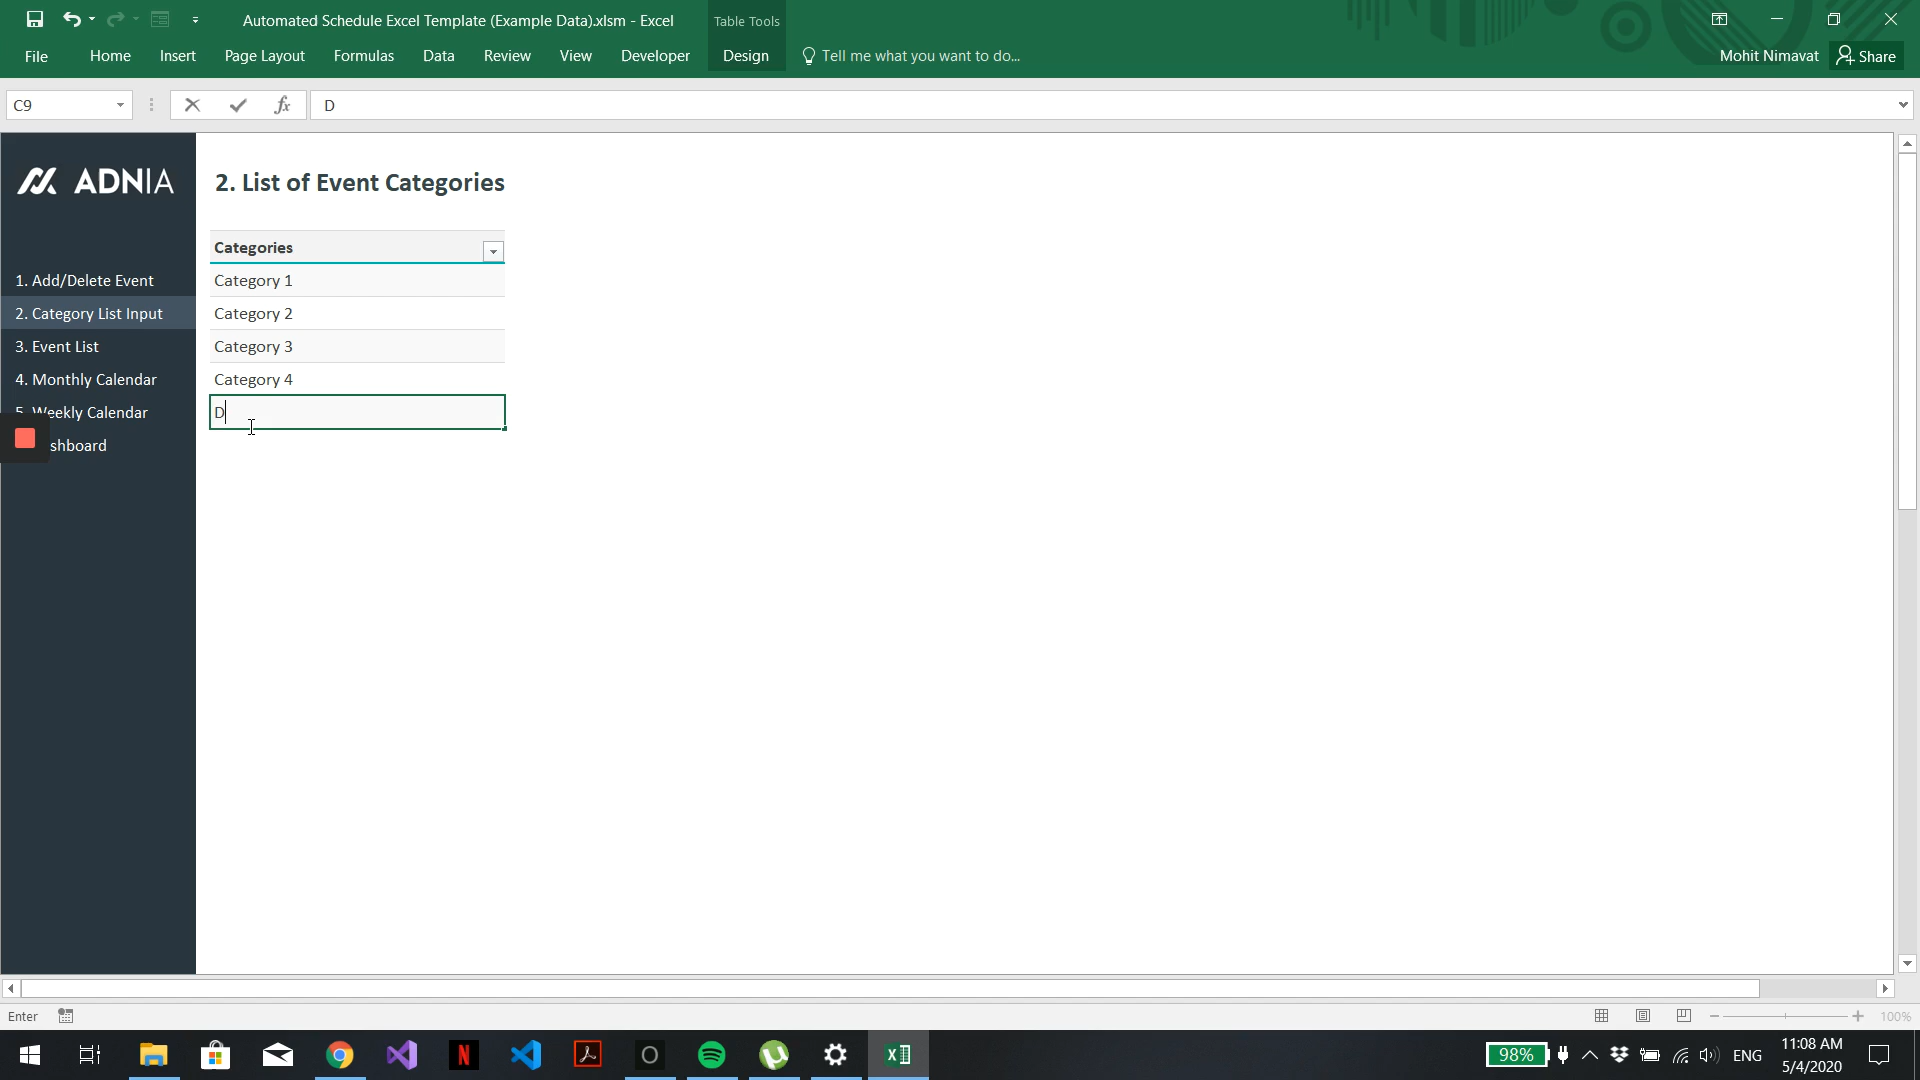 Automated Schedule Excel Template (Example Data).xlsm - Excel
Table Tools
File Home Insert Page Layout Formulas Data Review View Developer Design Tell me what you want to do...
Mohit Nimavat Share
C9 fx D
ADNIA
2. List of Event Categories
Categories
1. Add/Delete Event
Category 1
2. Category List Input
Category 2
3. Event List
Category 3
4. Monthly Calendar
Category 4
5. Weekly Calendar
D
shboard
Enter
100%
98%
ENG
11:08 AM
5/4/2020